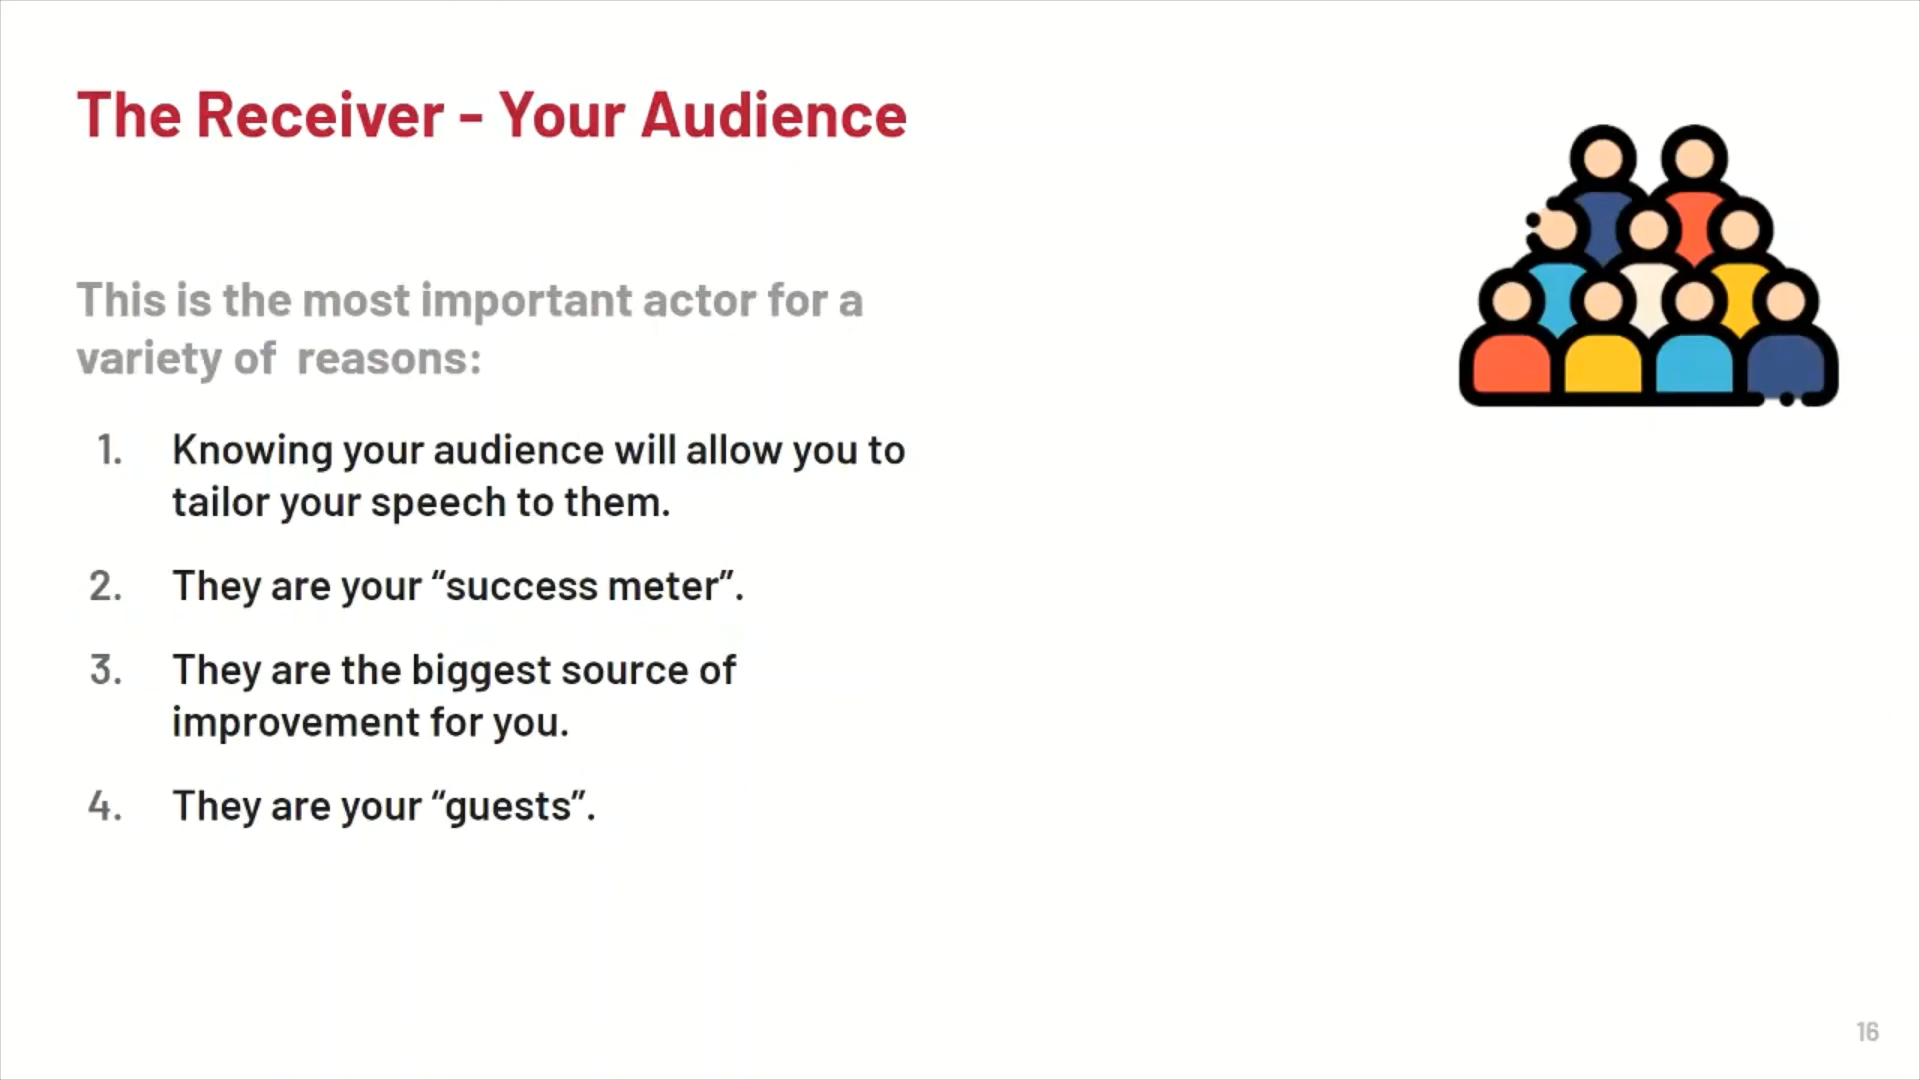 The Receiver - Your Audience
This is the most important actor for a
variety of  reasons:
1. Knowing your audience will allow you to
tailor your speech to them.
2. They are your “success meter”.
3. They are the biggest source of
improvement for you.
4. They are your “guests”.
16